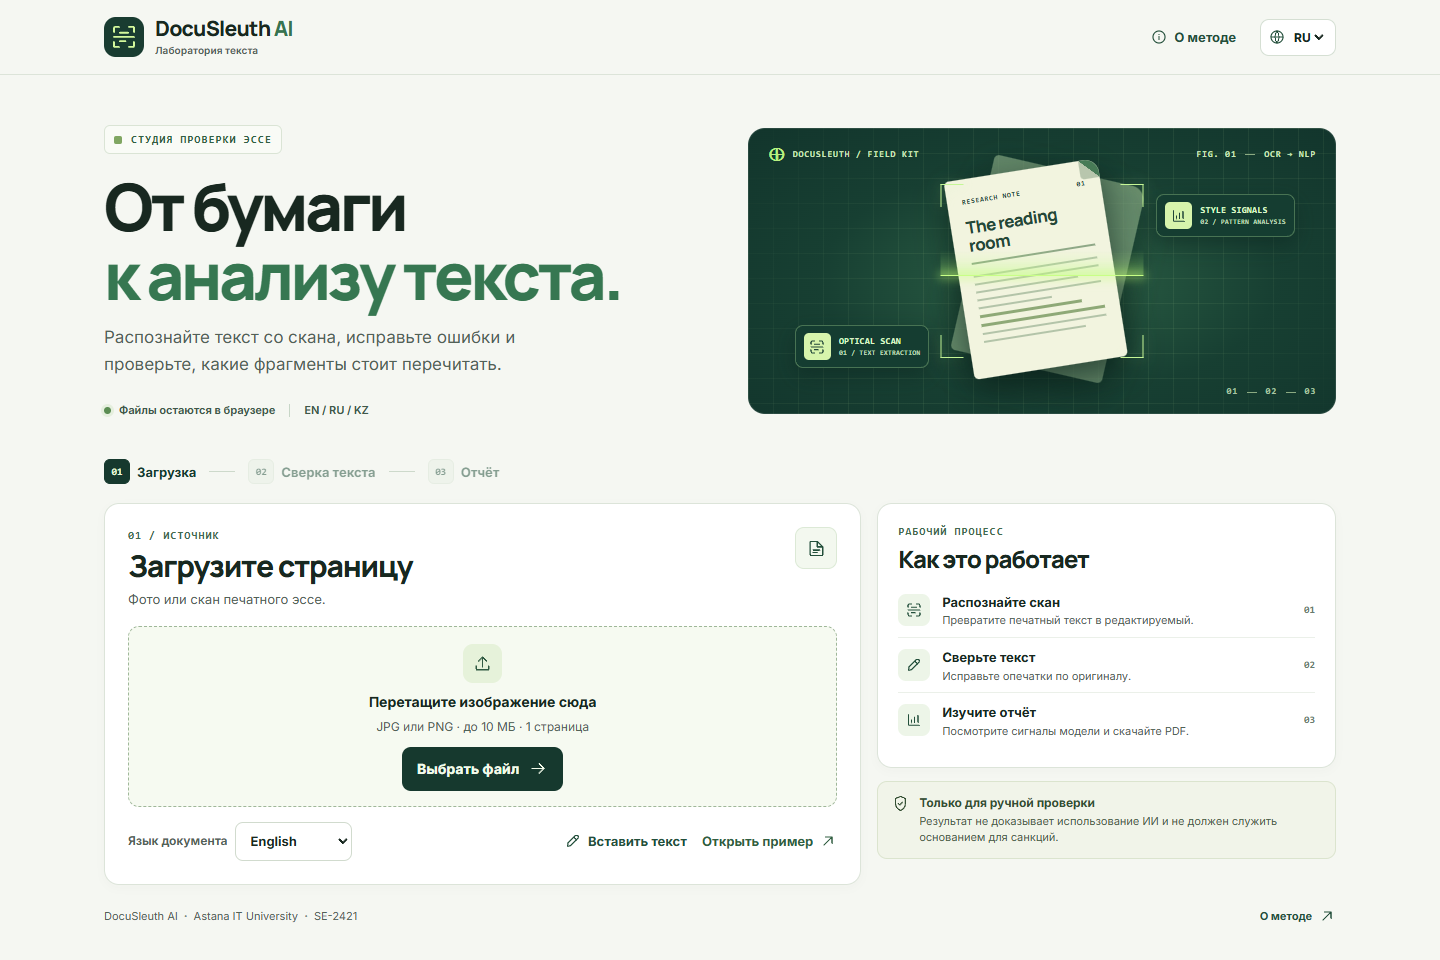 DocuSleuth AI
Лаборатория текста
О методе
RU
СТУДИЯ ПРОВЕРКИ ЭССЕ
От бумаги
к анализу текста.
Распознайте текст со скана, исправьте ошибки и
проверьте, какие фрагменты стоит перечитать.
Файлы остаются в браузере
EN / RU / KZ
DOCUSLEUTH / FIELD KIT
FIG. 01 — OCR → NLP
RESEARCH NOTE
01
The reading
room
STYLE SIGNALS
02 / PATTERN ANALYSIS
OPTICAL SCAN
01 / TEXT EXTRACTION
01 — 02 — 03
01 Загрузка
02 Сверка текста
03 Отчёт
01 / ИСТОЧНИК
Загрузите страницу
Фото или скан печатного эссе.
Перетащите изображение сюда
JPG или PNG · до 10 МБ · 1 страница
Выбрать файл →
Язык документа
English
Вставить текст
Открыть пример
РАБОЧИЙ ПРОЦЕСС
Как это работает
Распознайте скан
Превратите печатный текст в редактируемый.
01
Сверьте текст
Исправьте опечатки по оригиналу.
02
Изучите отчёт
Посмотрите сигналы модели и скачайте PDF.
03
Только для ручной проверки
Результат не доказывает использование ИИ и не должен служить
основанием для санкций.
DocuSleuth AI · Astana IT University · SE-2421
О методе